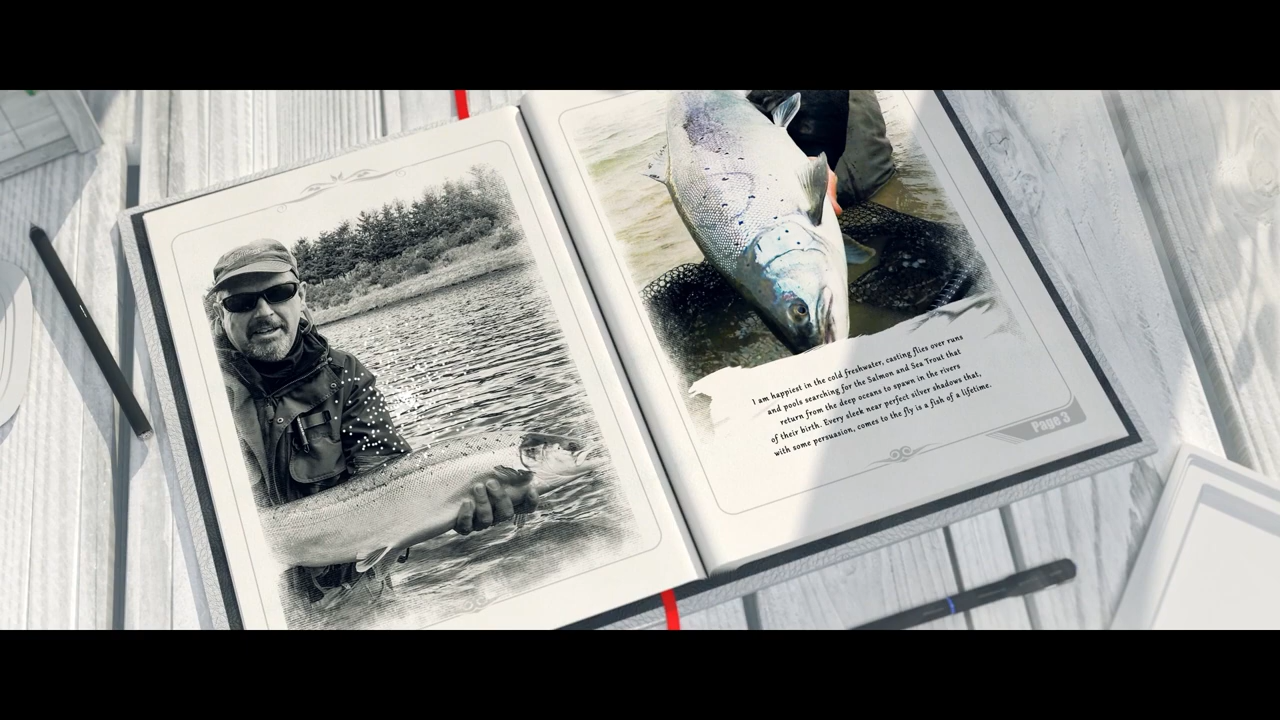 I am happiest in the cold freshwater, casting flies over runs
and pools searching for the Salmon and Sea Trout that
return from the deep oceans to spawn in the rivers
of their birth. Every sleek near perfect silver shadows that,
with some persuasion, comes to the fly is a fish of a lifetime.
Page 3